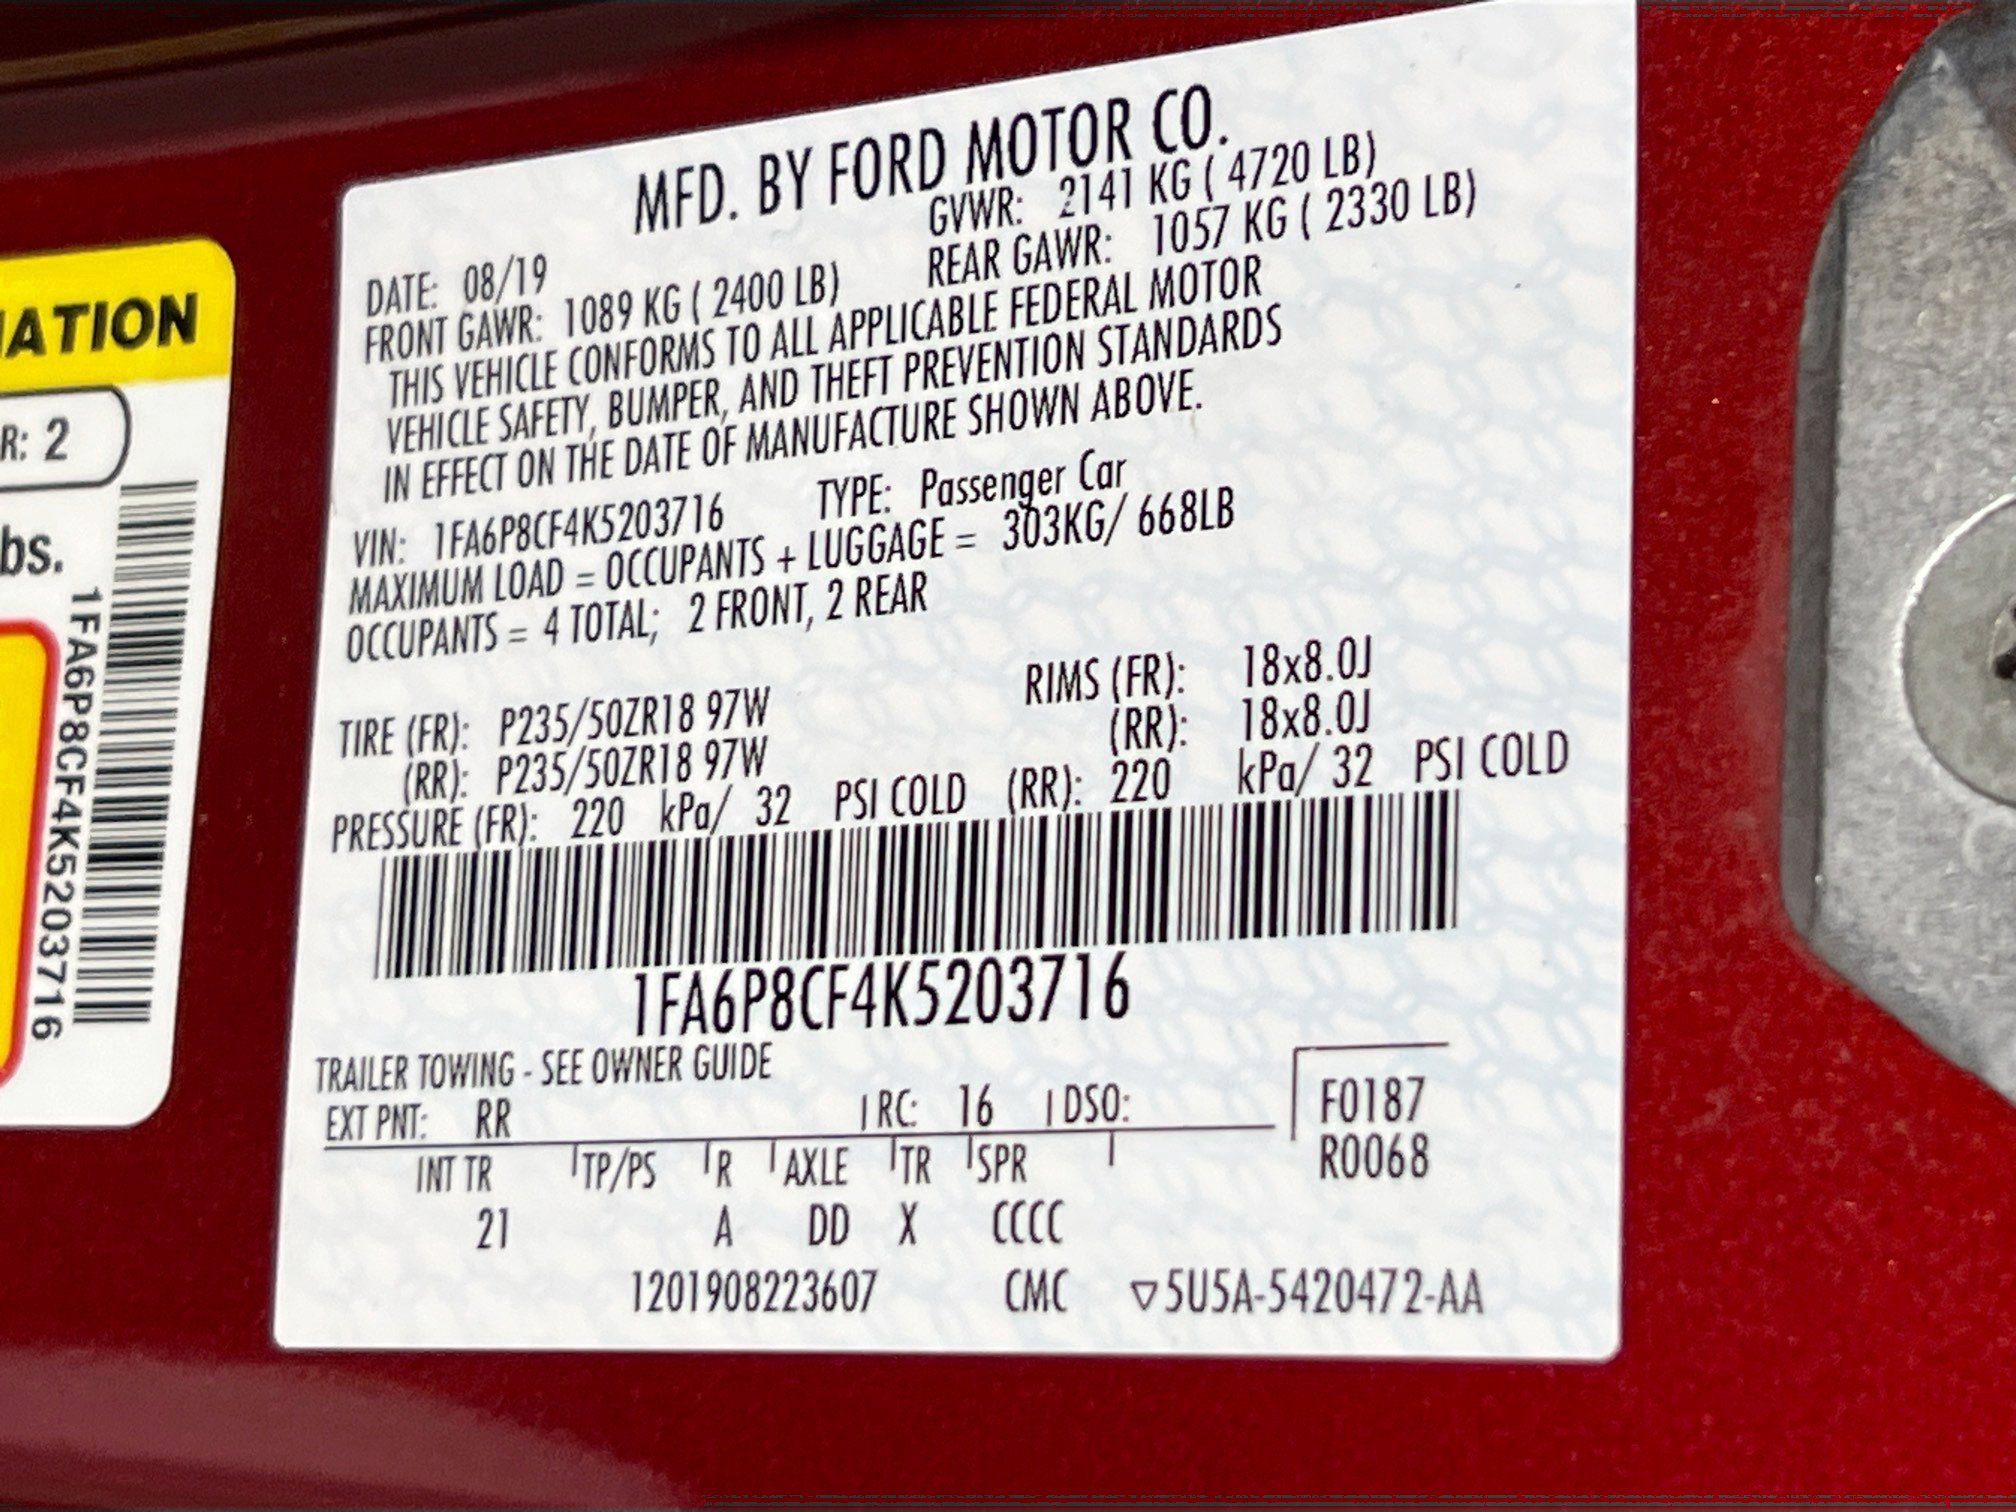 MFD. BY FORD MOTOR CO.
DATE: 08/19 GVWR: 2141 KG ( 4720 LB)
FRONT GAWR: 1089 KG ( 2400 LB) REAR GAWR: 1057 KG ( 2330 LB)
THIS VEHICLE CONFORMS TO ALL APPLICABLE FEDERAL MOTOR
VEHICLE SAFETY, BUMPER, AND THEFT PREVENTION STANDARDS
IN EFFECT ON THE DATE OF MANUFACTURE SHOWN ABOVE.
VIN: 1FA6P8CF4K5203716 TYPE: Passenger Car
MAXIMUM LOAD = OCCUPANTS + LUGGAGE = 303KG/ 668LB
OCCUPANTS = 4 TOTAL; 2 FRONT, 2 REAR
TIRE (FR): P235/50ZR18 97W RIMS (FR): 18x8.0J
(RR): P235/50ZR18 97W (RR): 18x8.0J
PRESSURE (FR): 220 kPa/ 32 PSI COLD (RR): 220 kPa/ 32 PSI COLD
1FA6P8CF4K5203716
TRAILER TOWING - SEE OWNER GUIDE
EXT PNT: RR | RC: 16 | DSO: F0187
R0068
INT TR | TP/PS | R | AXLE | TR | SPR |
21 A DD X CCCC
1201908223607 CMC ▽5U5A-5420472-AA
ATION
R: 2
bs.
1FA6P8CF4K5203716